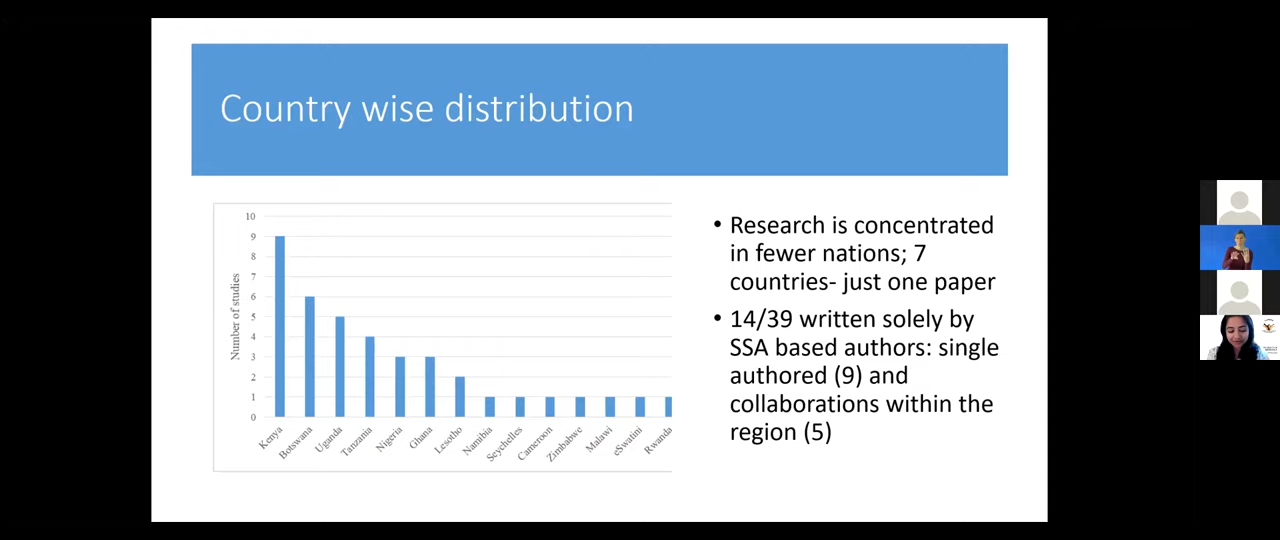 Country wise distribution
10
9
8
7
6
5
4
3
2
1
0
Number of studies
Kenya
Botswana
Uganda
Tanzania
Nigeria
Ghana
Lesotho
Namibia
Seychelles
Cameroon
Zimbabwe
Malawi
eSwatini
Rwanda
• Research is concentrated
in fewer nations; 7
countries- just one paper
• 14/39 written solely by
SSA based authors: single
authored (9) and
collaborations within the
region (5)